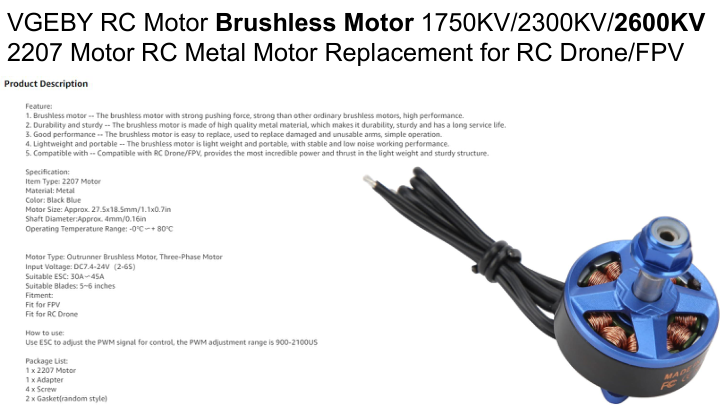 VGEBY RC Motor Brushless Motor 1750KV/2300KV/2600KV
2207 Motor RC Metal Motor Replacement for RC Drone/FPV
Product Description
Feature:
1. Brushless motor -- The brushless motor with strong pushing force, strong than other ordinary brushless motors, high performance.
2. Durability and sturdy -- The brushless motor is made of high quality metal material, which makes it durability, sturdy and has a long service life.
3. Good performance -- The brushless motor is easy to replace, used to replace damaged and unusable arms, simple operation.
4. Lightweight and portable -- The brushless motor is light weight and portable, with stable and low noise working performance.
5. Compatible with -- Compatible with RC Drone/FPV, provides the most incredible power and thrust in the light weight and sturdy structure.
Specification:
Item Type: 2207 Motor
Material: Metal
Color: Black Blue
Motor Size: Approx. 27.5x18.5mm/1.1x0.7in
Shaft Diameter:Approx. 4mm/0.16in
Operating Temperature Range: -0℃~+ 80℃
Motor Type: Outrunner Brushless Motor, Three-Phase Motor
Input Voltage: DC7.4-24V（2-6S)
Suitable ESC: 30A~45A
Suitable Blades: 5~6 inches
Fitment:
Fit for FPV
Fit for RC Drone
How to use:
Use ESC to adjust the PWM signal for control, the PWM adjustment range is 900-2100US
Package List:
1 x 2207 Motor
1 x Adapter
4 x Screw
2 x Gasket(random style)
FC